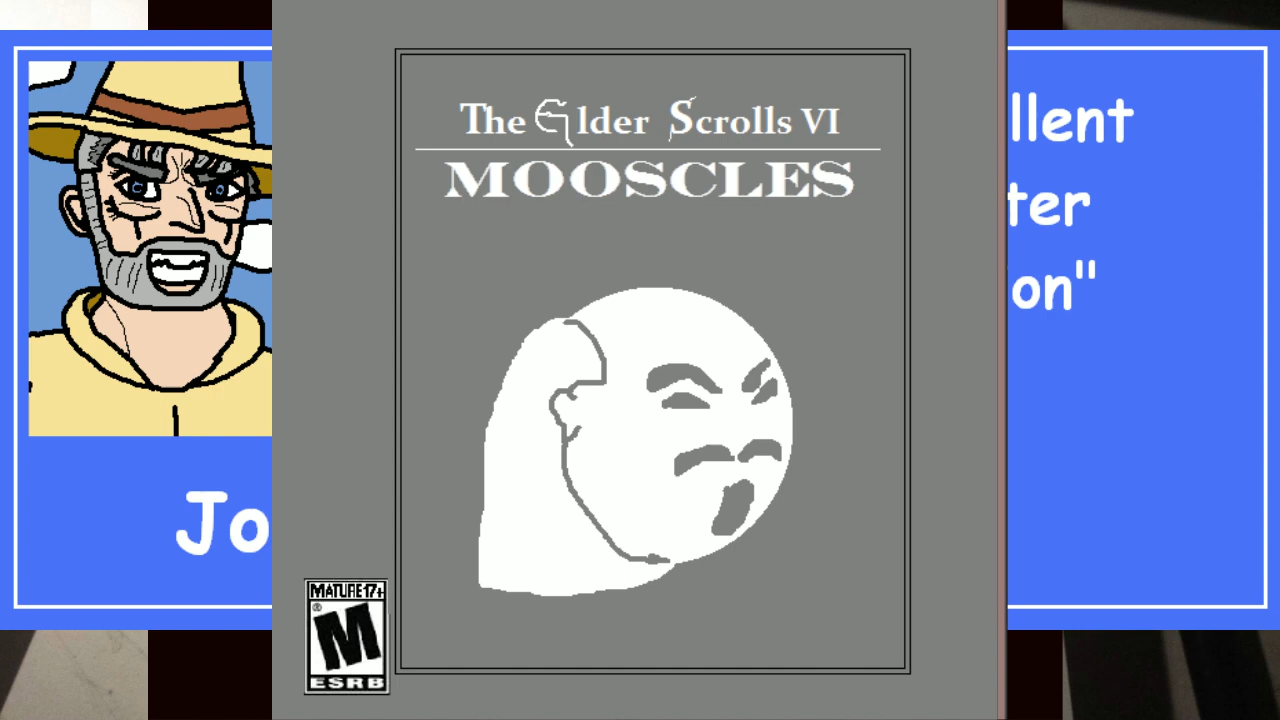 The Elder Scrolls VI
MOOSCLES
llent
ter
on"
Jo
MATURE 17+
®
M
ESRB